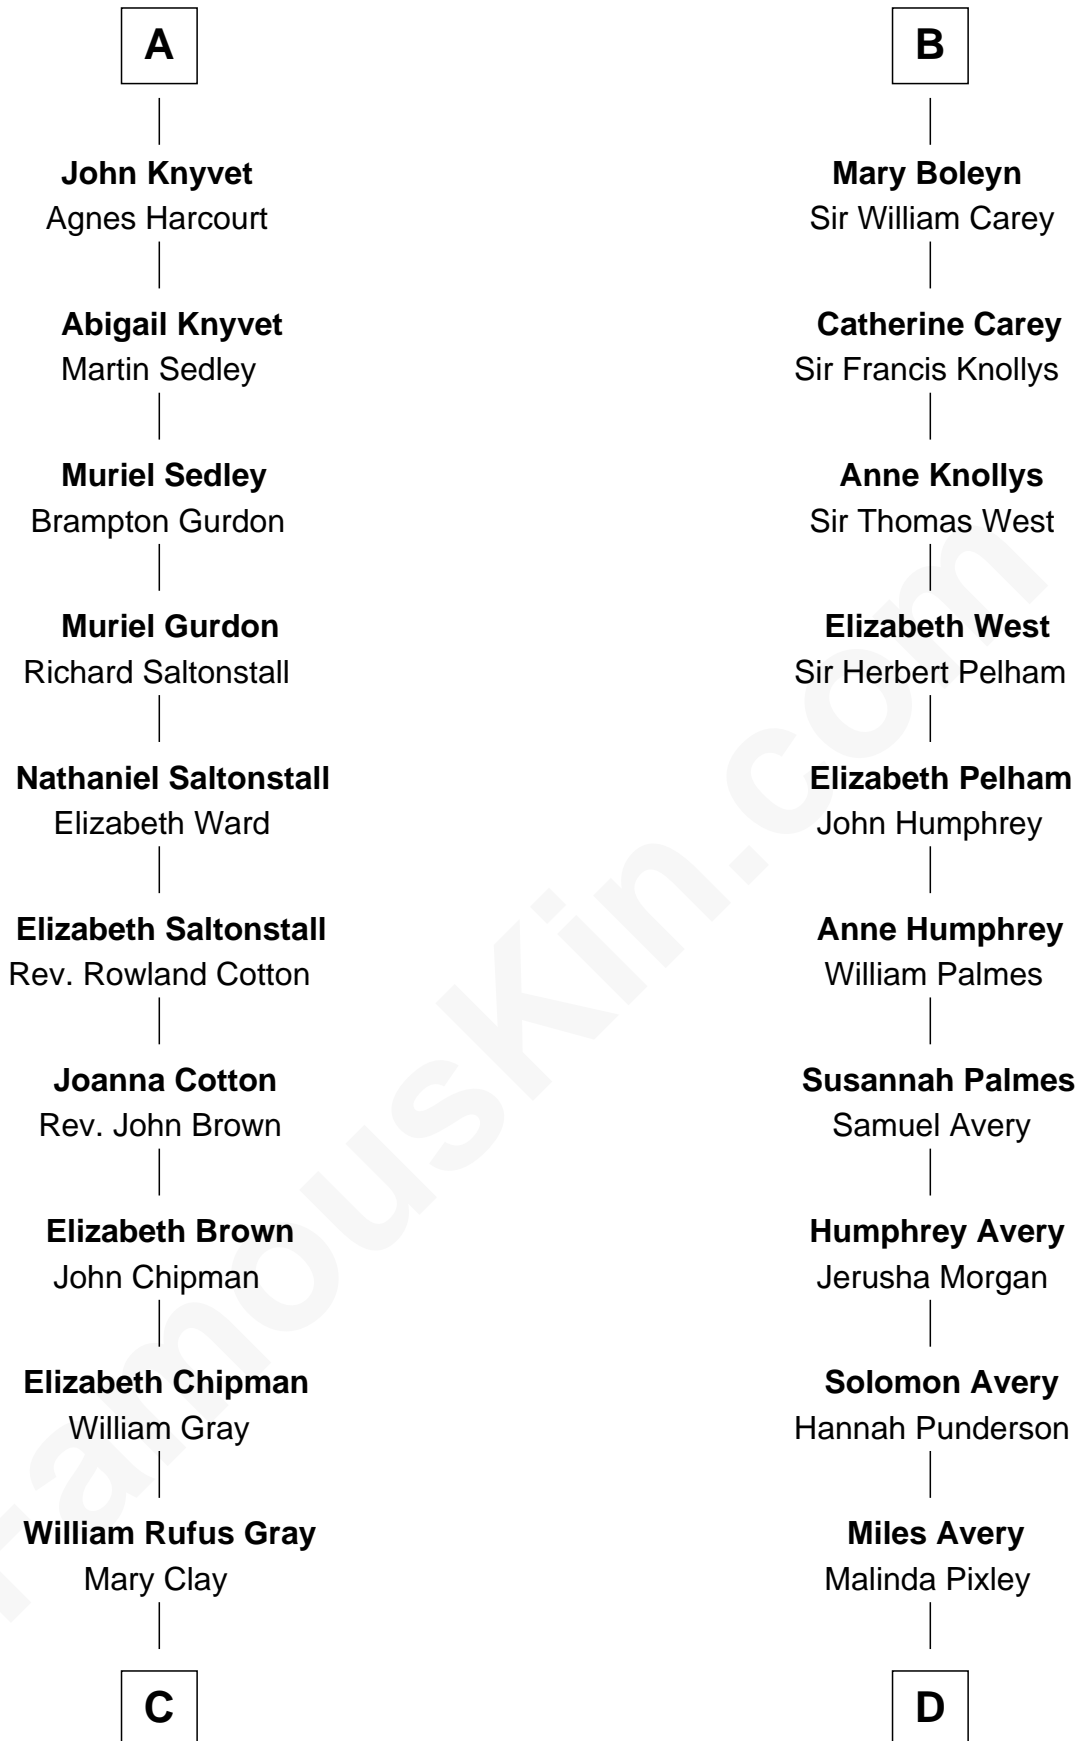 A
John Knyvet
Agnes Harcourt
Abigail Knyvet
Martin Sedley
Muriel Sedley
Brampton Gurdon
Muriel Gurdon
Richard Saltonstall
Nathaniel Saltonstall
Elizabeth Ward
Elizabeth Saltonstall
Rev. Rowland Cotton
Joanna Cotton
Rev. John Brown
Elizabeth Brown
John Chipman
Elizabeth Chipman
William Gray
William Rufus Gray
Mary Clay
C
B
Mary Boleyn
Sir William Carey
Catherine Carey
Sir Francis Knollys
Anne Knollys
Sir Thomas West
Elizabeth West
Sir Herbert Pelham
Elizabeth Pelham
John Humphrey
Anne Humphrey
William Palmes
Susannah Palmes
Samuel Avery
Humphrey Avery
Jerusha Morgan
Solomon Avery
Hannah Punderson
Miles Avery
Malinda Pixley
D
FamousKin.com